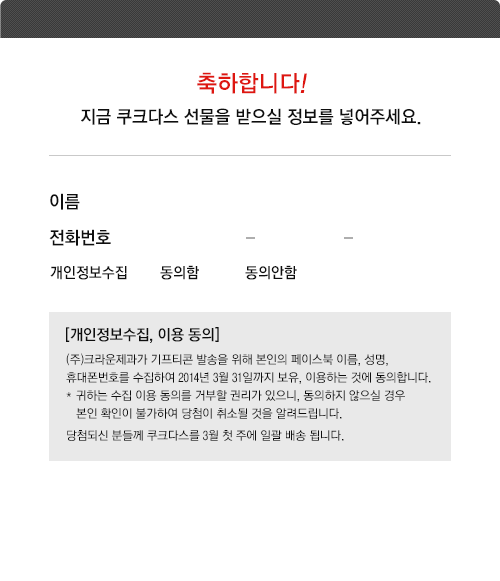 축하합니다!
지금 쿠크다스 선물을 받으실 정보를 넣어주세요.
이름
전화번호 – –
개인정보수집 동의함 동의안함
[개인정보수집, 이용 동의]
(주)크라운제과가 기프티콘 발송을 위해 본인의 페이스북 이름, 성명,
휴대폰번호를 수집하여 2014년 3월 31일까지 보유, 이용하는 것에 동의합니다.
* 귀하는 수집 이용 동의를 거부할 권리가 있으니, 동의하지 않으실 경우
본인 확인이 불가하여 당첨이 취소될 것을 알려드립니다.
당첨되신 분들께 쿠크다스를 3월 첫 주에 일괄 배송 됩니다.